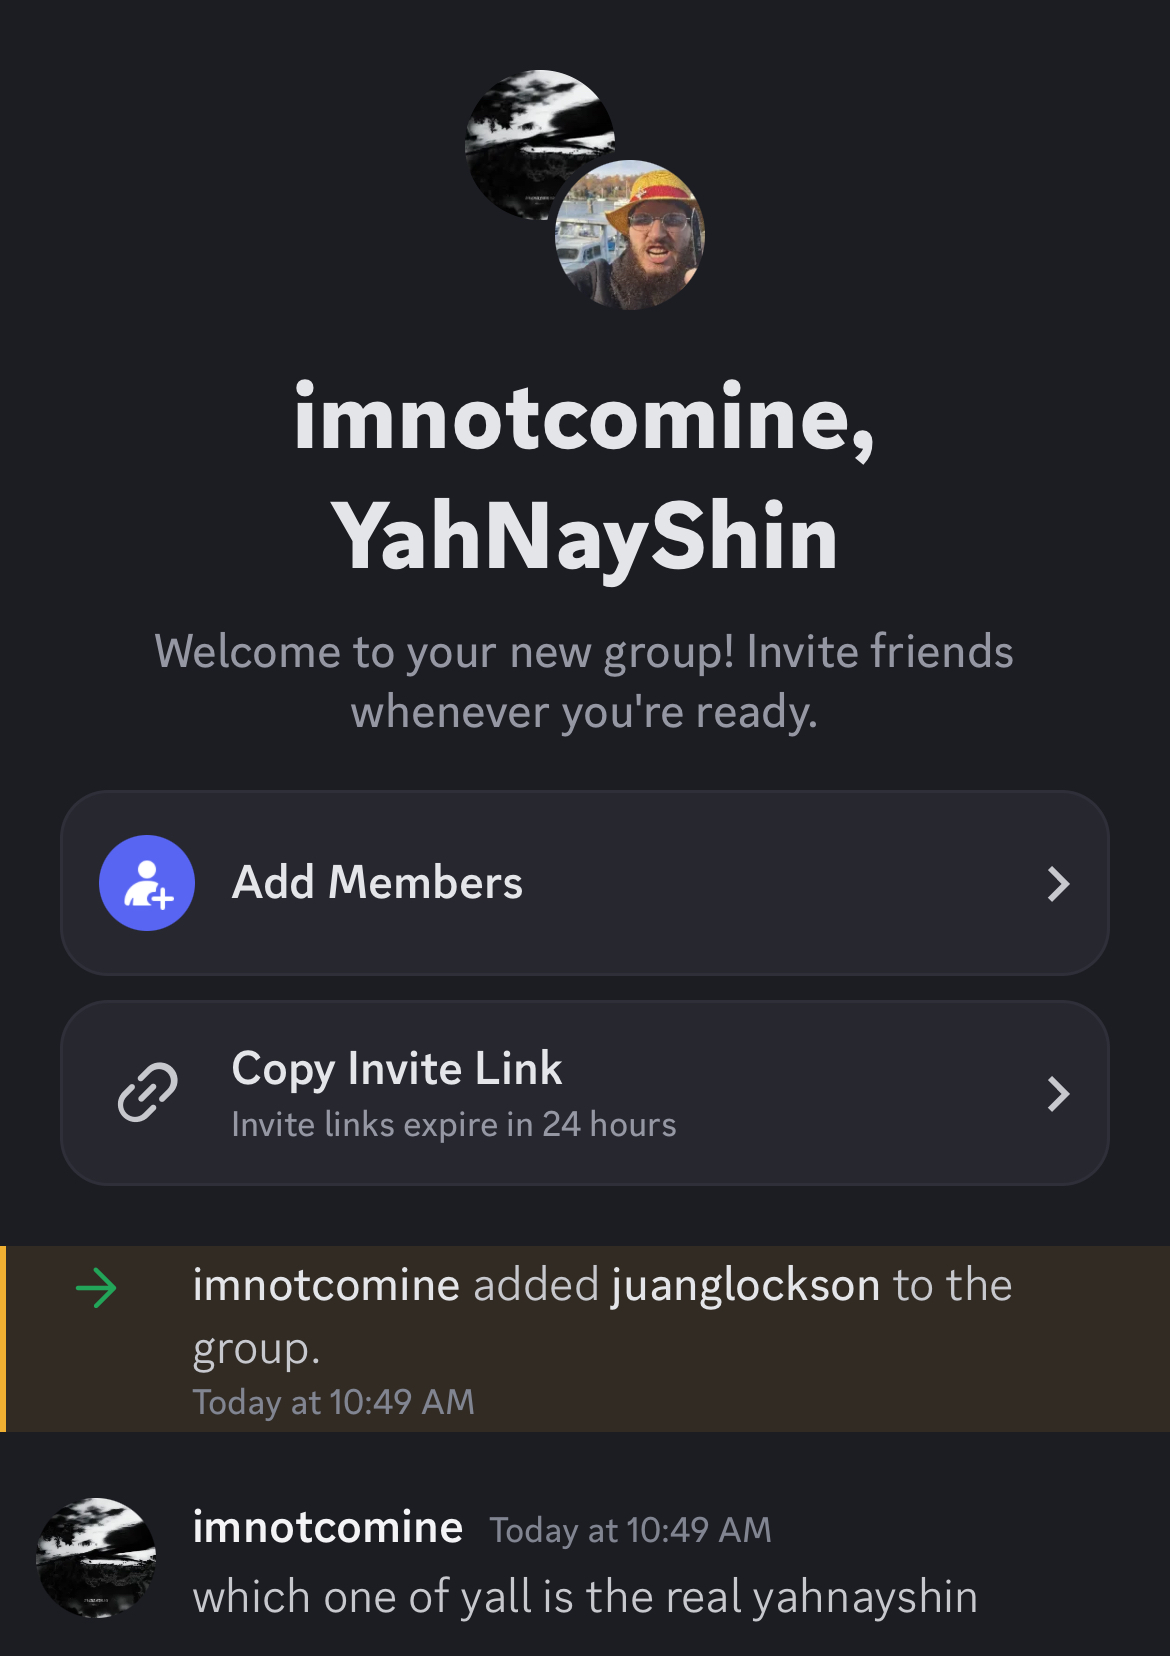 imnotcomine,
YahNayShin
Welcome to your new group! Invite friends
whenever you're ready.
Add Members
Copy Invite Link
Invite links expire in 24 hours
imnotcomine added juanglockson to the
group.
Today at 10:49 AM
imnotcomine Today at 10:49 AM
which one of yall is the real yahnayshin